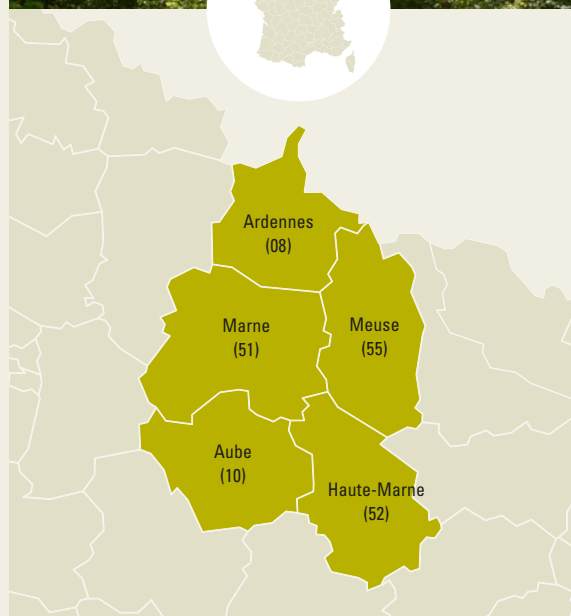 Ardennes
(08)
Marne
(51)
Meuse
(55)
Aube
(10)
Haute-Marne
(52)